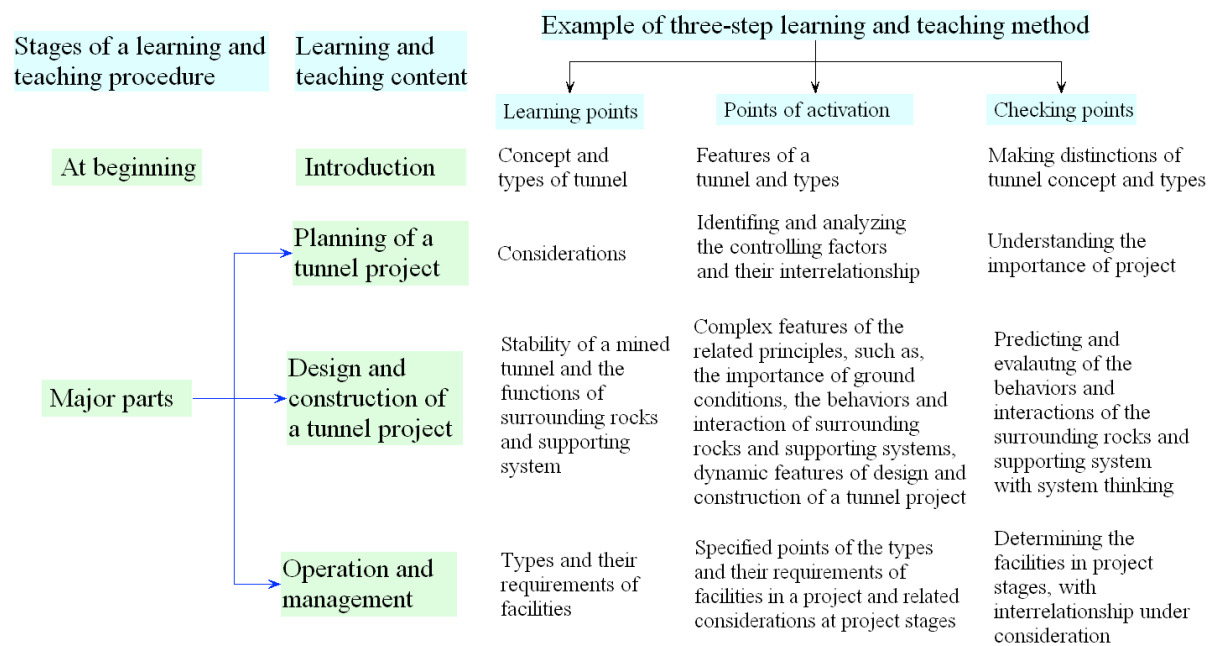 Example of three-step learning and teaching method
Stages of a learning and
teaching procedure
Learning and
teaching content
Learning points
Points of activation
Checking points
At beginning
Introduction
Concept and
types of tunnel
Features of a
tunnel and types
Making distinctions of
tunnel concept and types
Major parts
Planning of a
tunnel project
Considerations
Identifing and analyzing
the controlling factors
and their interrelationship
Understanding the
importance of project
Design and
construction of
a tunnel project
Stability of a mined
tunnel and the
functions of
surrounding rocks
and supporting
system
Complex features of the
related principles, such as,
the importance of ground
conditions, the behaviors and
interaction of surrounding
rocks and supporting systems,
dynamic features of design and
construction of a tunnel project
Predicting and
evalautng of the
behaviors and
interactions of the
surrounding rocks and
supporting system
with system thinking
Operation and
management
Types and their
requirements of
facilities
Specified points of the types
and their requirements of
facilities in a project and related
considerations at project stages
Determining the
facilities in project
stages, with
interrelationship under
consideration